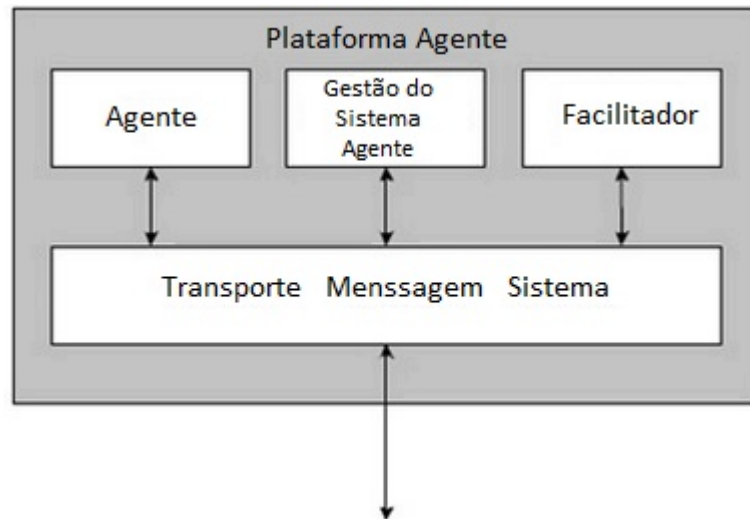 Plataforma Agente
Agente
Gestão do
Sistema
Agente
Facilitador
Transporte Menssagem Sistema